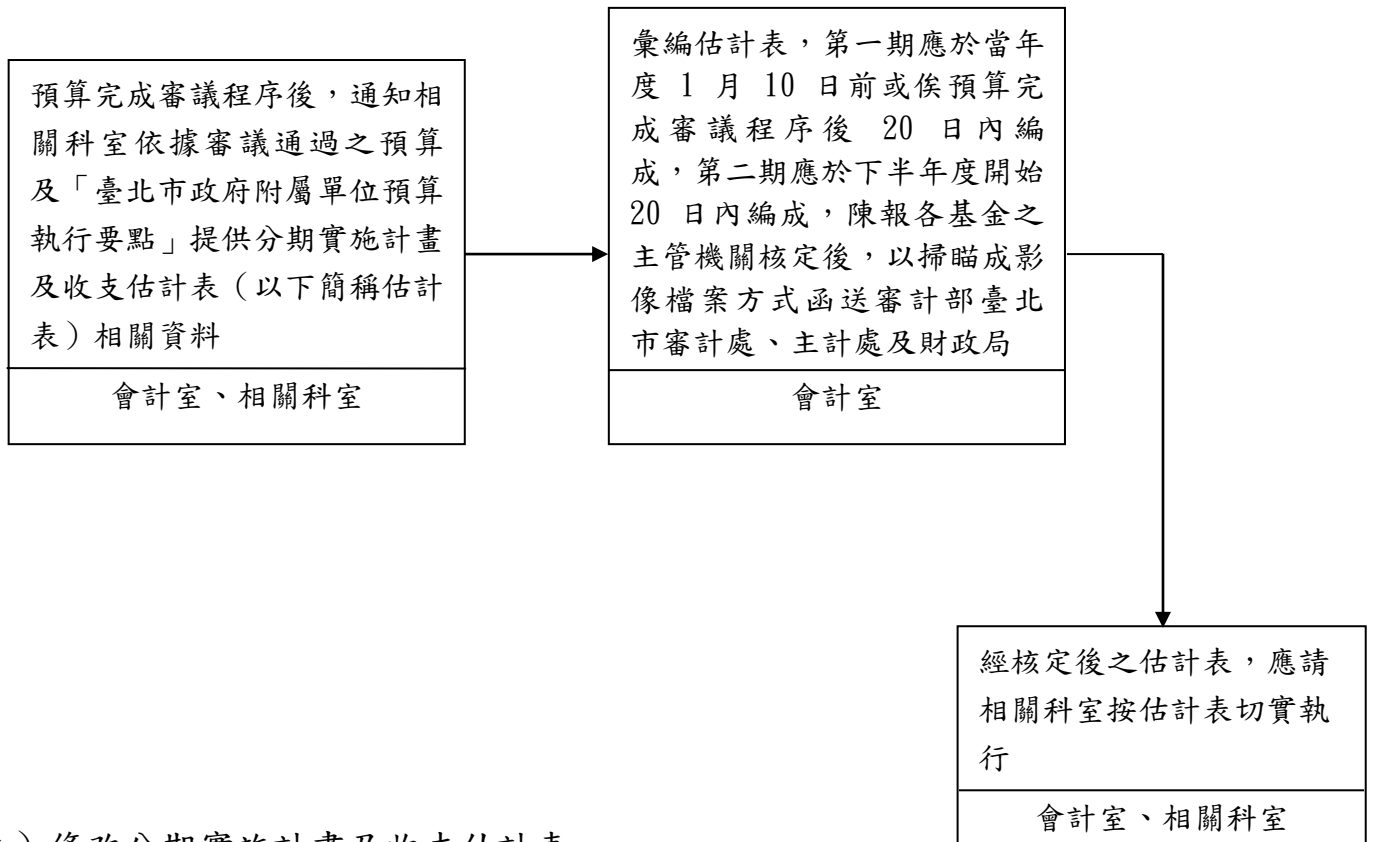 預算完成審議程序後，通知相
關科室依據審議通過之預算
及「臺北市政府附屬單位預算
執行要點」提供分期實施計畫
及收支估計表（以下簡稱估計
表）相關資料
會計室、相關科室
彙編估計表，第一期應於當年
度 1 月 10 日前或俟預算完
成審議程序後 20 日內編
成，第二期應於下半年度開始
20 日內編成，陳報各基金之
主管機關核定後，以掃瞄成影
像檔案方式函送審計部臺北
市審計處、主計處及財政局
會計室
經核定後之估計表，應請
相關科室按估計表切實執
行
會計室、相關科室
）修改分期實施計畫及收支估計表